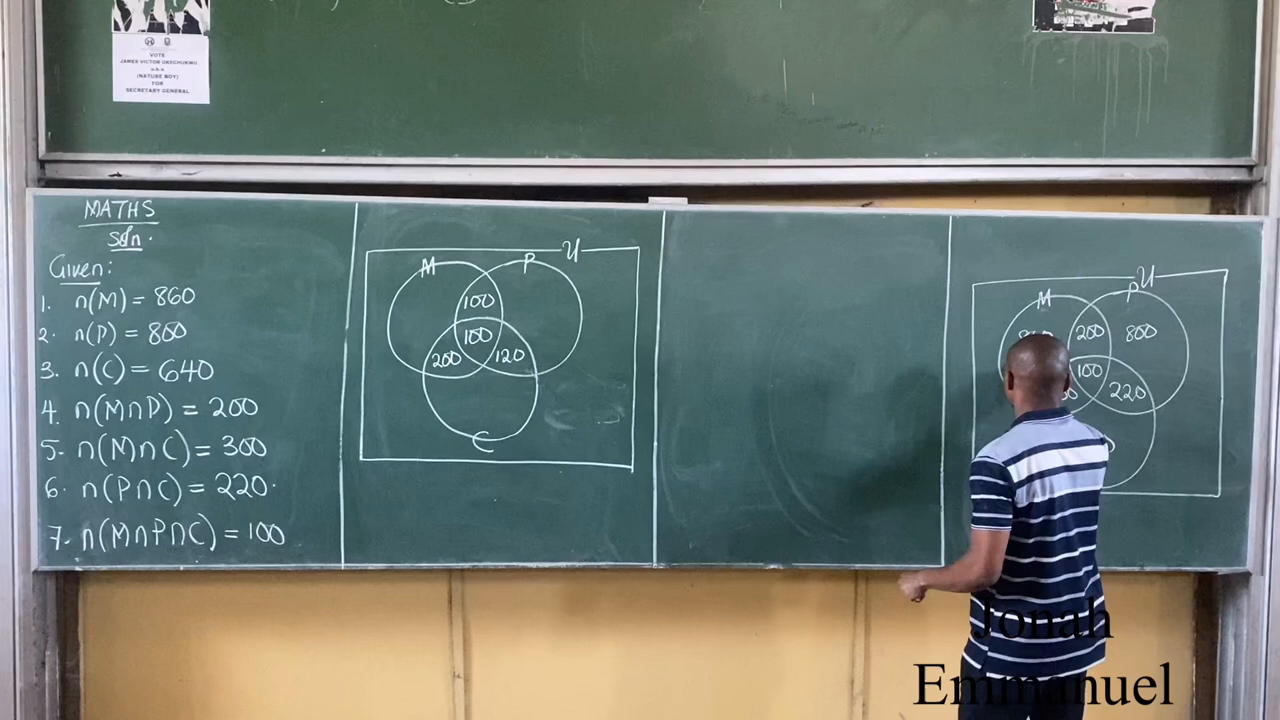 VOTE
JAMES VICTOR OKECHUKWU
a.k.a
(NATURE BOY)
FOR
SECRETARY GENERAL
MATHS
Soln.
Given:
1. n(M) = 860
2. n(P) = 800
3. n(C) = 640
4. n(M∩P) = 200
5. n(M∩C) = 300
6. n(P∩C) = 220.
7. n(M∩P∩C) = 100
M P U
100
100
200 120
C
M P U
200 800
100
220
Jonah
Emmanuel